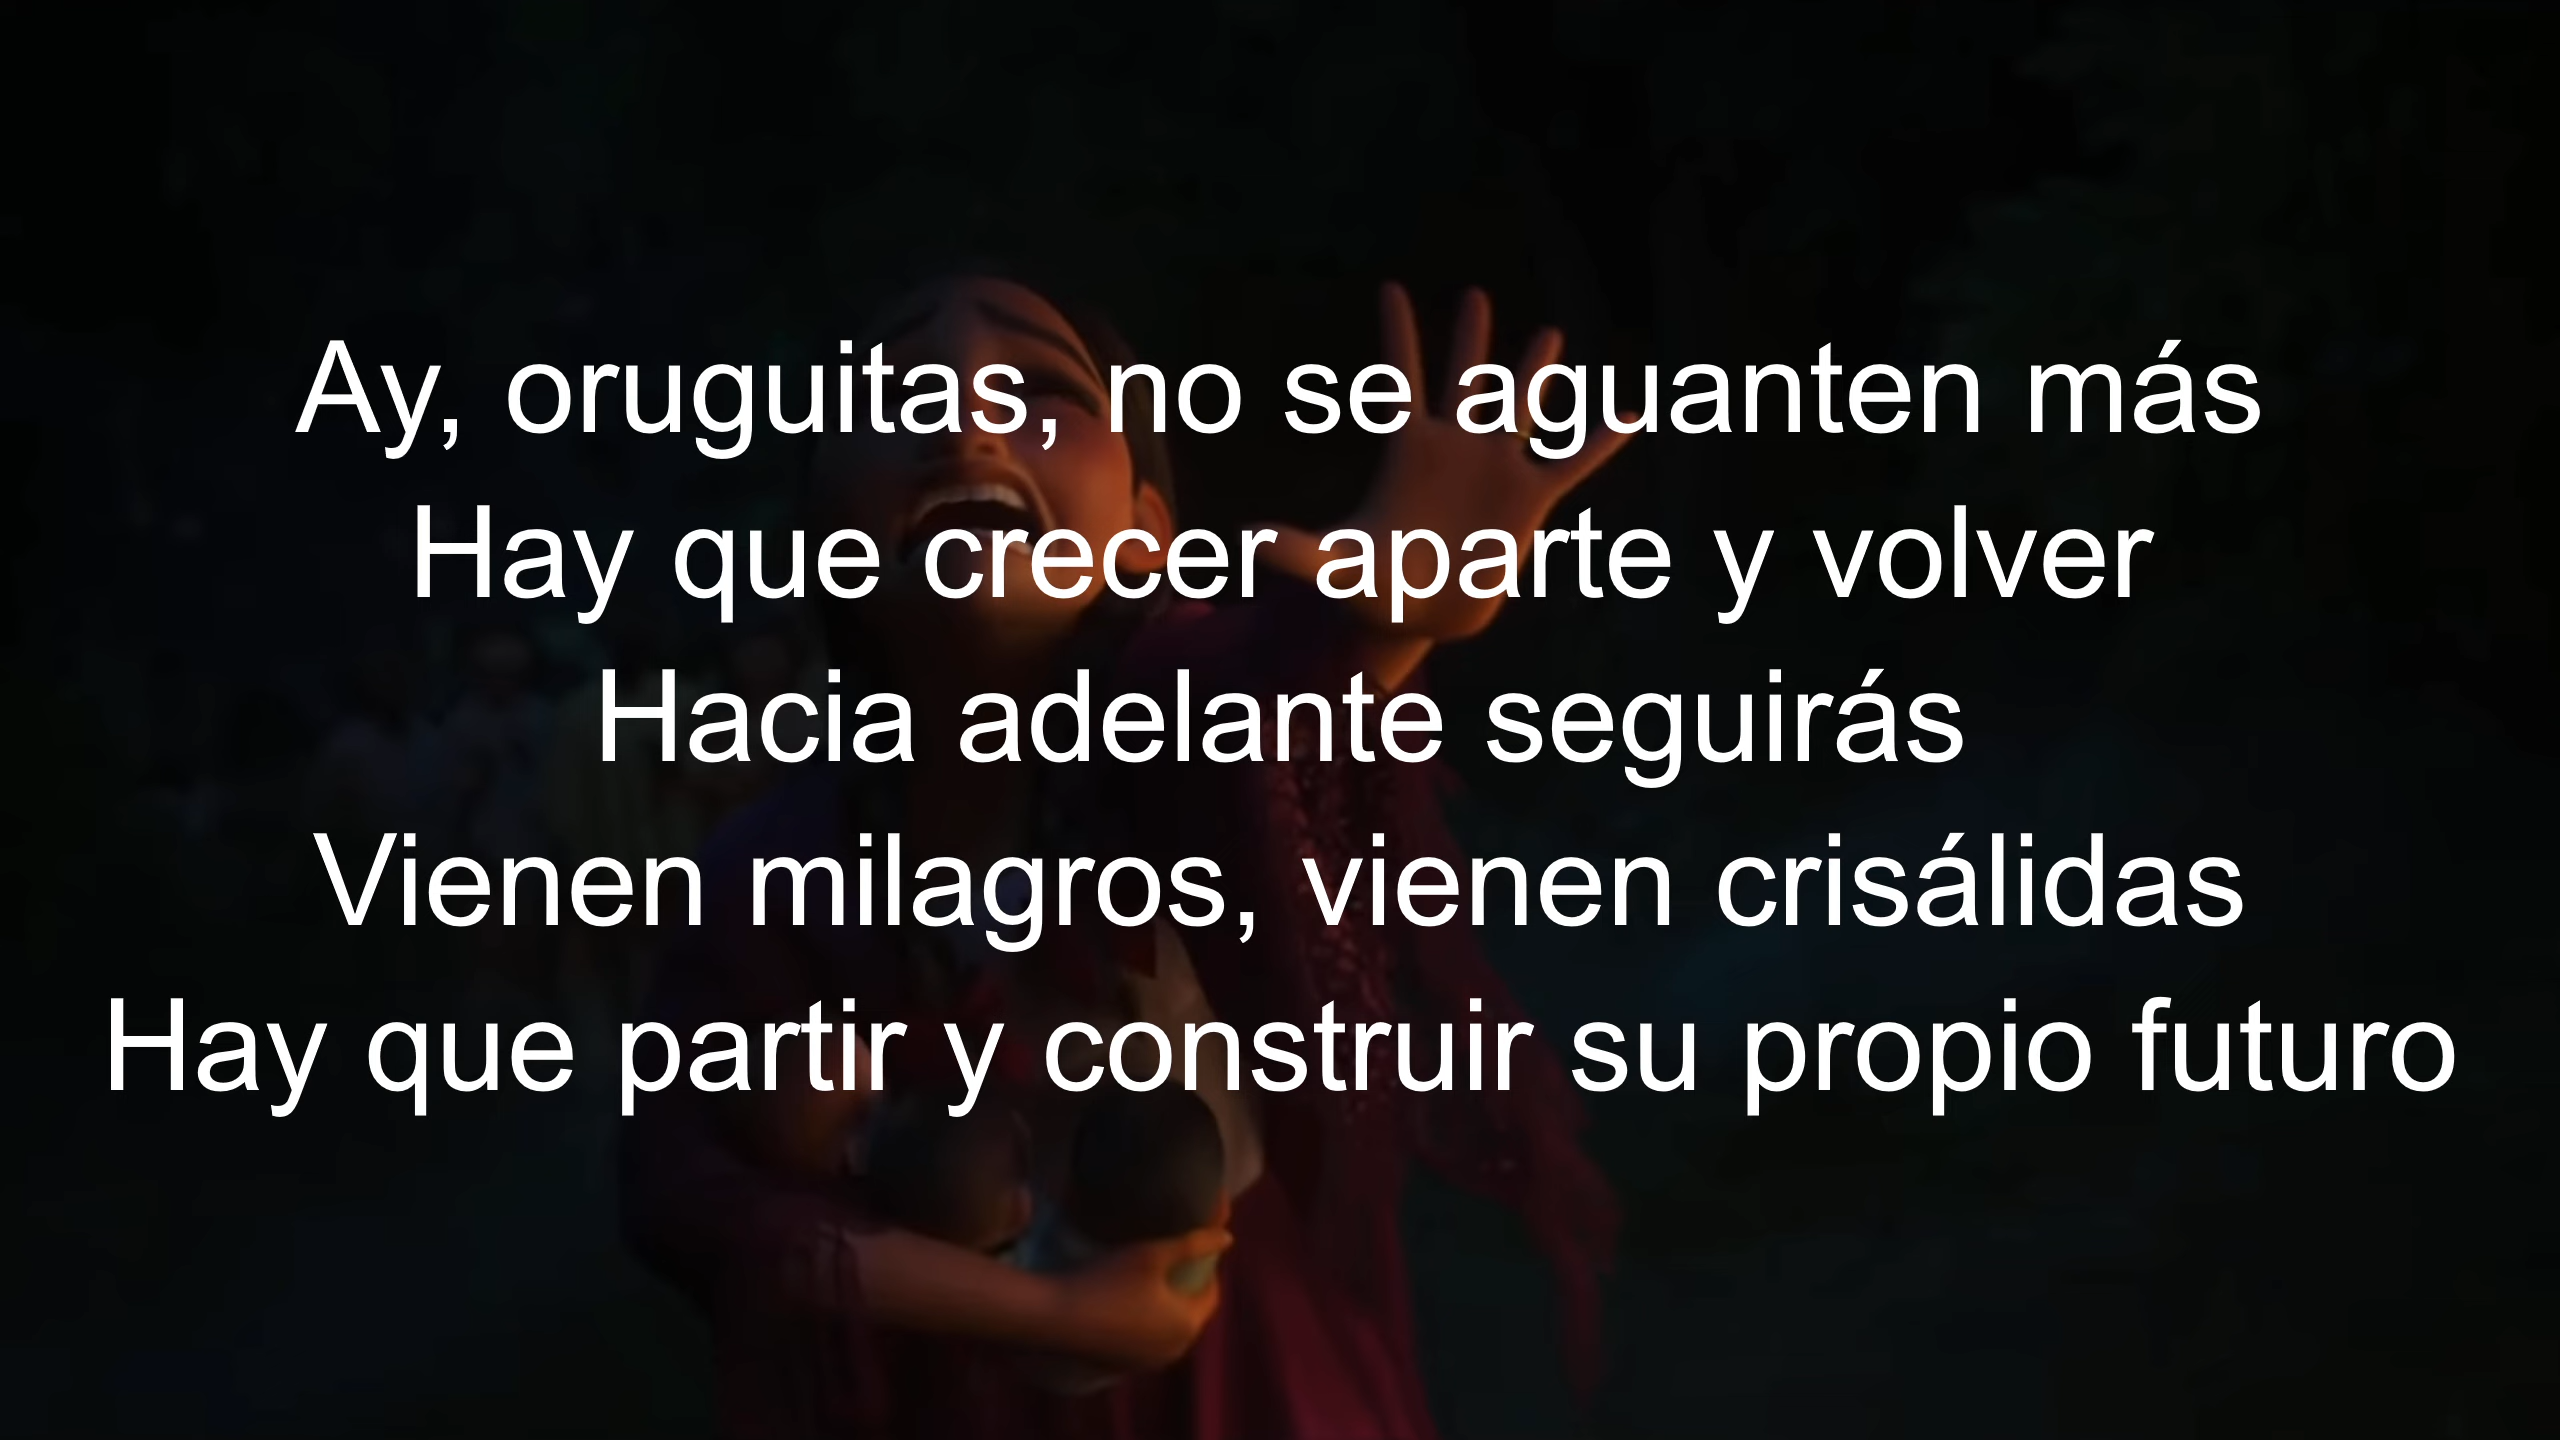 Ay, oruguitas, no se aguanten más
Hay que crecer aparte y volver
Hacia adelante seguirás
Vienen milagros, vienen crisálidas
Hay que partir y construir su propio futuro